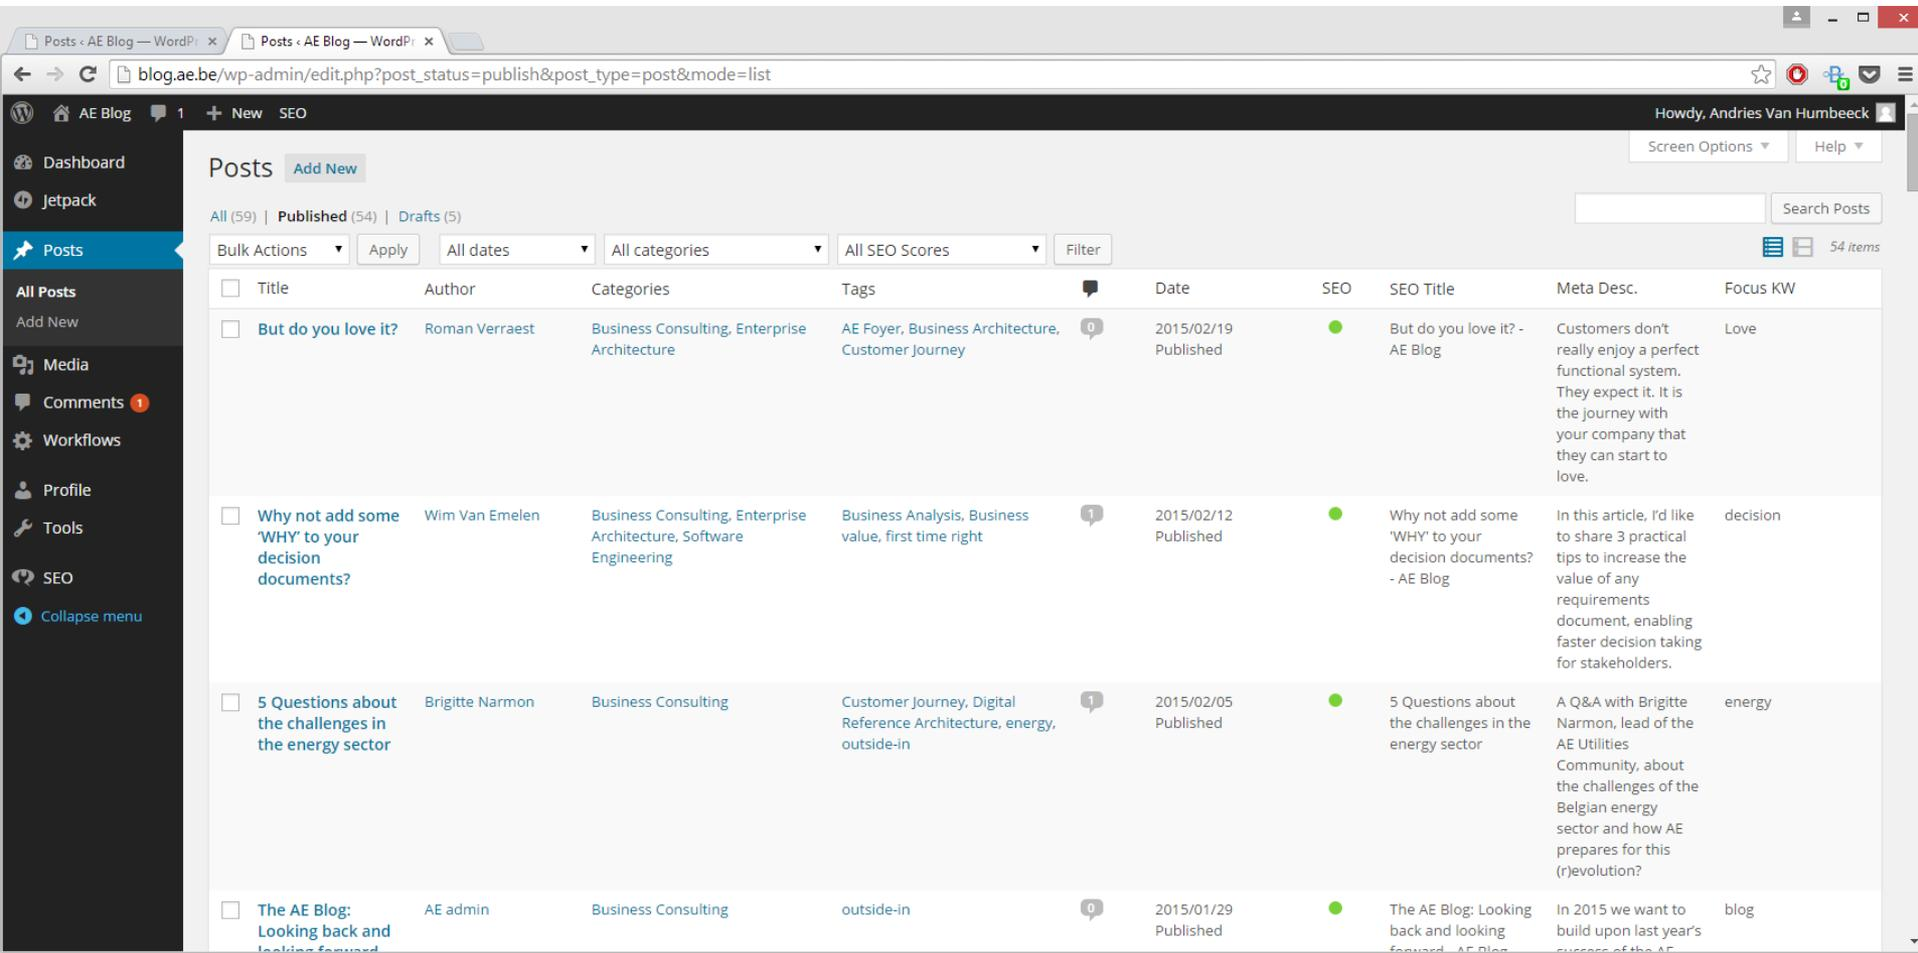 Posts ‹ AE Blog — WordPr
Posts ‹ AE Blog — WordPr
blog.ae.be/wp-admin/edit.php?post_status=publish&post_type=post&mode=list
0
AE Blog 1 New SEO
Howdy, Andries Van Humbeeck
Dashboard
Jetpack
Posts
All Posts
Add New
Media
Comments 1
Workflows
Profile
Tools
SEO
Collapse menu
Screen Options Help
Posts Add New
All (59) | Published (54) | Drafts (5)
Search Posts
Bulk Actions Apply All dates All categories All SEO Scores Filter
54 items
Title Author Categories Tags Date SEO SEO Title Meta Desc. Focus KW
But do you love it?
Roman Verraest
Business Consulting, Enterprise
Architecture
AE Foyer, Business Architecture,
Customer Journey
0
2015/02/19
Published
But do you love it? -
AE Blog
Customers don't
really enjoy a perfect
functional system.
They expect it. It is
the journey with
your company that
they can start to
love.
Love
Why not add some
‘WHY’ to your
decision
documents?
Wim Van Emelen
Business Consulting, Enterprise
Architecture, Software
Engineering
Business Analysis, Business
value, first time right
1
2015/02/12
Published
Why not add some
'WHY' to your
decision documents?
- AE Blog
In this article, I'd like
to share 3 practical
tips to increase the
value of any
requirements
document, enabling
faster decision taking
for stakeholders.
decision
5 Questions about
the challenges in
the energy sector
Brigitte Narmon
Business Consulting
Customer Journey, Digital
Reference Architecture, energy,
outside-in
1
2015/02/05
Published
5 Questions about
the challenges in the
energy sector
A Q&A with Brigitte
Narmon, lead of the
AE Utilities
Community, about
the challenges of the
Belgian energy
sector and how AE
prepares for this
(r)evolution?
energy
The AE Blog:
Looking back and
looking forward
AE admin
Business Consulting
outside-in
0
2015/01/29
Published
The AE Blog: Looking
back and looking
forward - AE Blog
In 2015 we want to
build upon last year's
success of the AE
blog